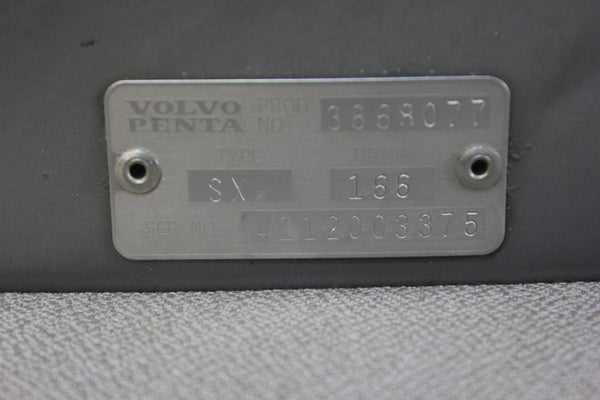 VOLVO PENTA PROD NO. 3868077
TYPE RATIO
SX 166
SER NO. 4112003375